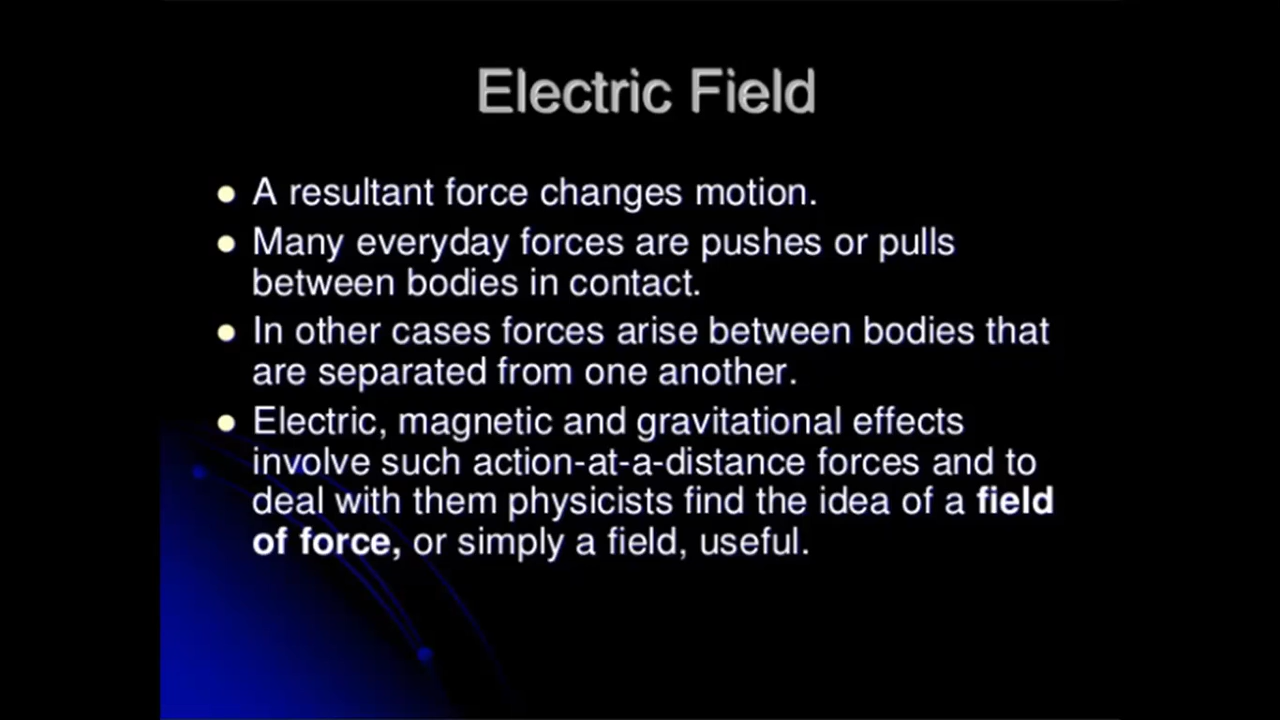 Electric Field
● A resultant force changes motion.
● Many everyday forces are pushes or pulls
between bodies in contact.
● In other cases forces arise between bodies that
are separated from one another.
● Electric, magnetic and gravitational effects
involve such action-at-a-distance forces and to
deal with them physicists find the idea of a field
of force, or simply a field, useful.